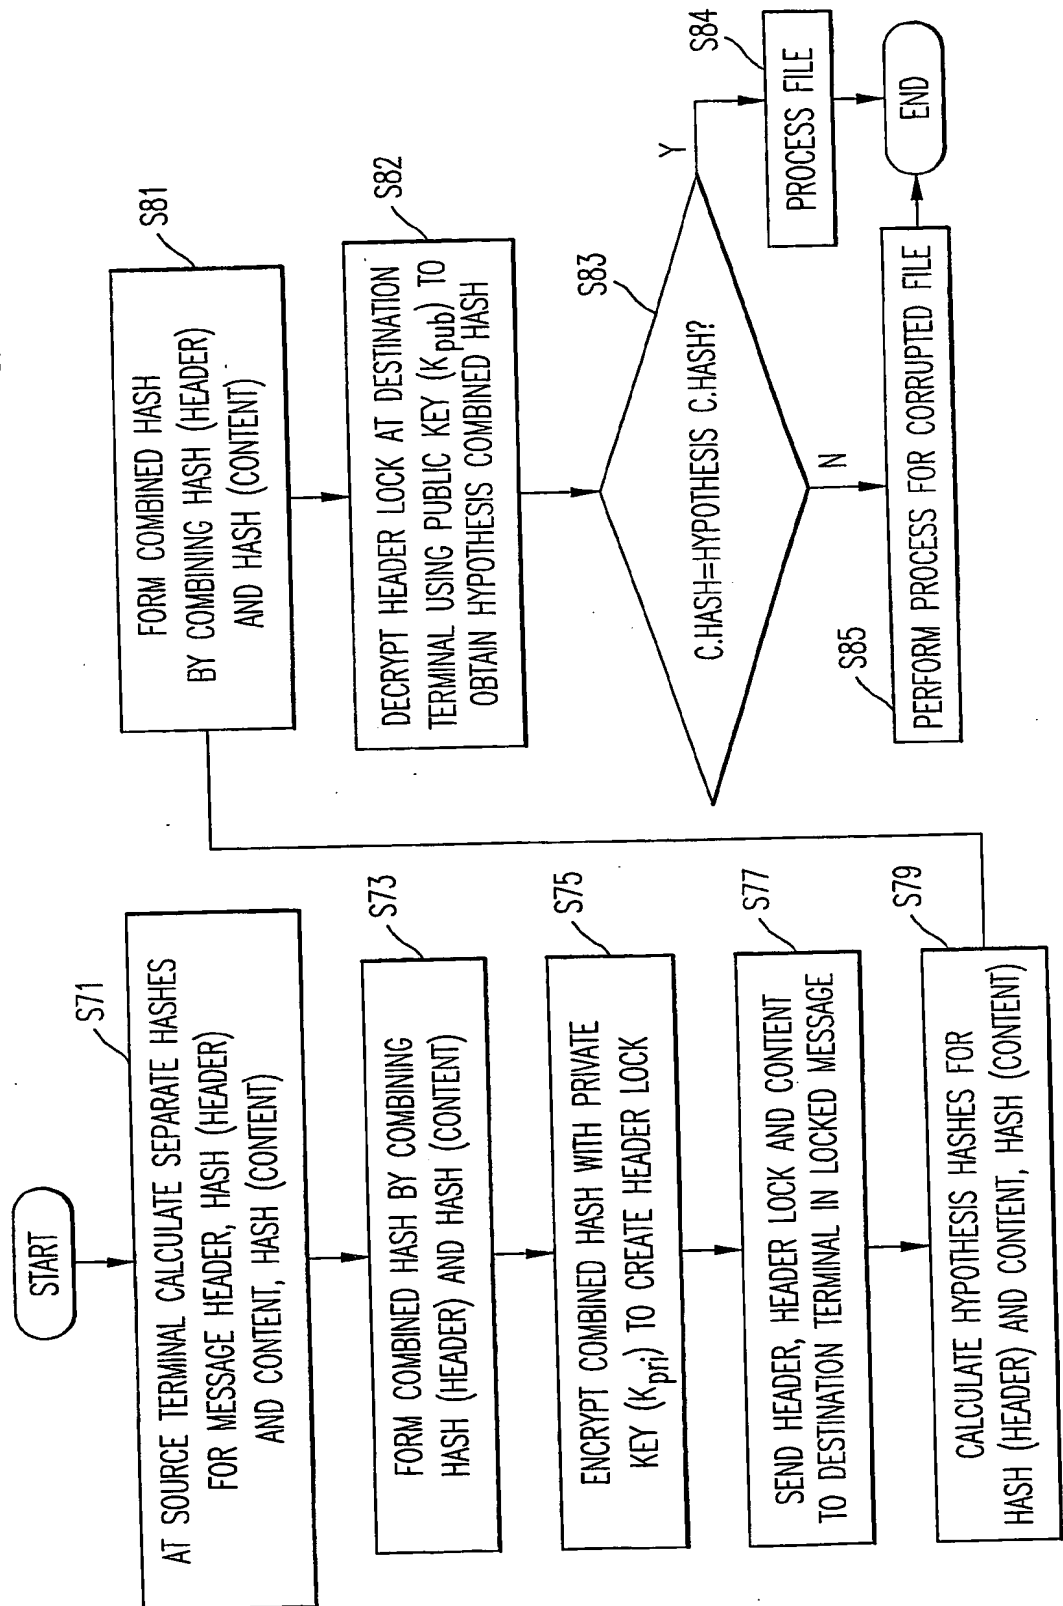 START
S71
AT SOURCE TERMINAL CALCULATE SEPARATE HASHES
FOR MESSAGE HEADER, HASH (HEADER)
AND CONTENT, HASH (CONTENT)
S73
FORM COMBINED HASH BY COMBINING
HASH (HEADER) AND HASH (CONTENT)
S75
ENCRYPT COMBINED HASH WITH PRIVATE
KEY (Kpri) TO CREATE HEADER LOCK
S77
SEND HEADER, HEADER LOCK AND CONTENT
TO DESTINATION TERMINAL IN LOCKED MESSAGE
S79
CALCULATE HYPOTHESIS HASHES FOR
HASH (HEADER) AND CONTENT, HASH (CONTENT)
S81
FORM COMBINED HASH
BY COMBINING HASH (HEADER)
AND HASH (CONTENT)
S82
DECRYPT HEADER LOCK AT DESTINATION
TERMINAL USING PUBLIC KEY (Kpub) TO
OBTAIN HYPOTHESIS COMBINED HASH
S83
C.HASH=HYPOTHESIS C.HASH?
Y
S84
PROCESS FILE
N
S85
PERFORM PROCESS FOR CORRUPTED FILE
END